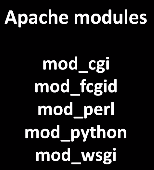 Apache modules
mod_cgi
mod_fcgid
mod_perl
mod_python
mod_wsgi